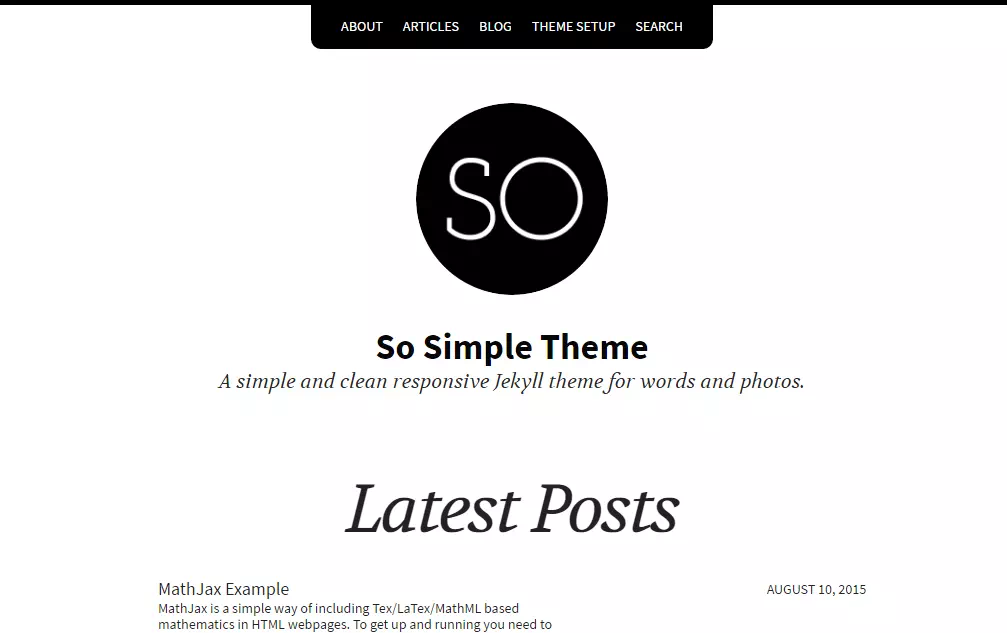 ABOUT ARTICLES BLOG THEME SETUP SEARCH
SO
So Simple Theme
A simple and clean responsive Jekyll theme for words and photos.
Latest Posts
MathJax Example AUGUST 10, 2015
MathJax is a simple way of including Tex/LaTex/MathML based
mathematics in HTML webpages. To get up and running you need to